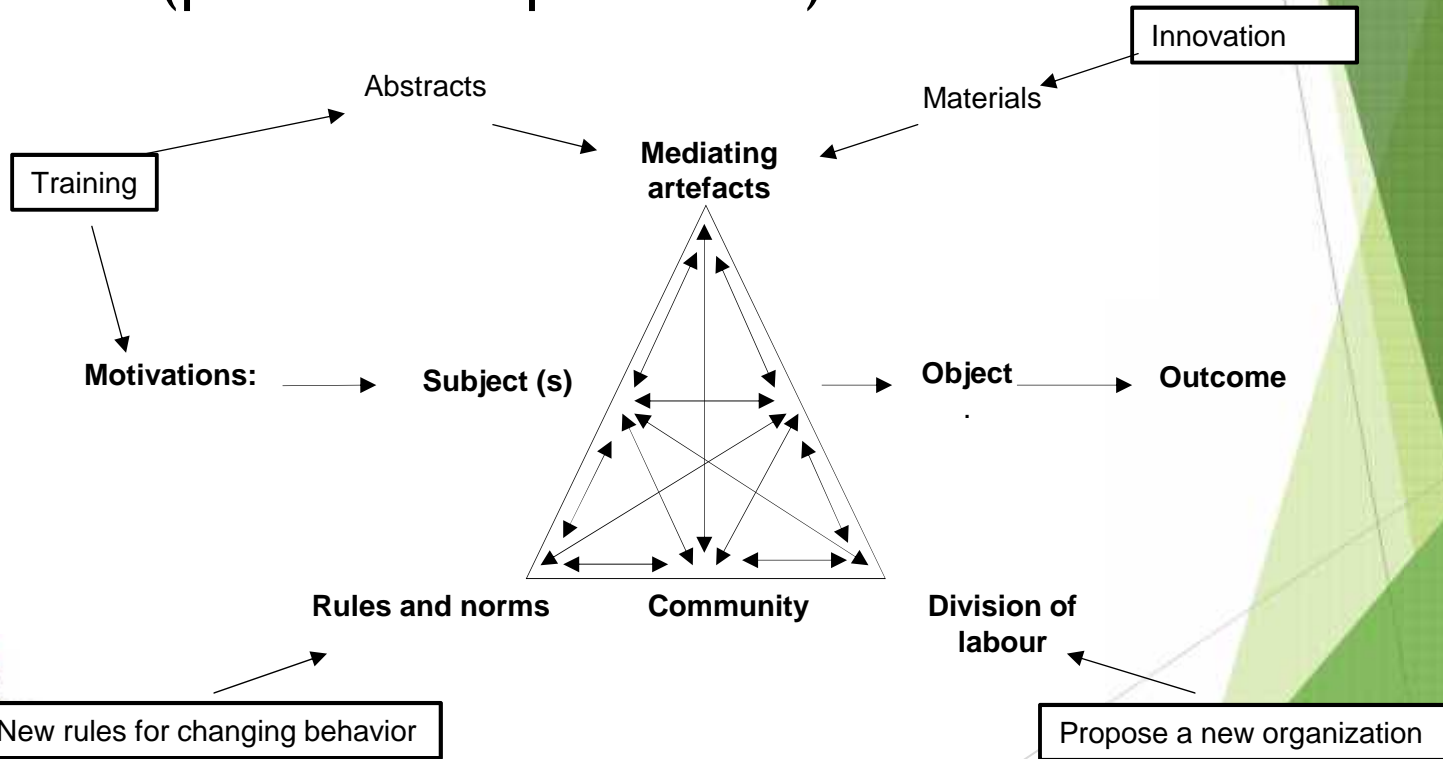 Innovation
Abstracts
Materials
Mediating
artefacts
Training
Motivations:
Subject (s)
Object
.
Outcome
Rules and norms
Community
Division of
labour
New rules for changing behavior
Propose a new organization